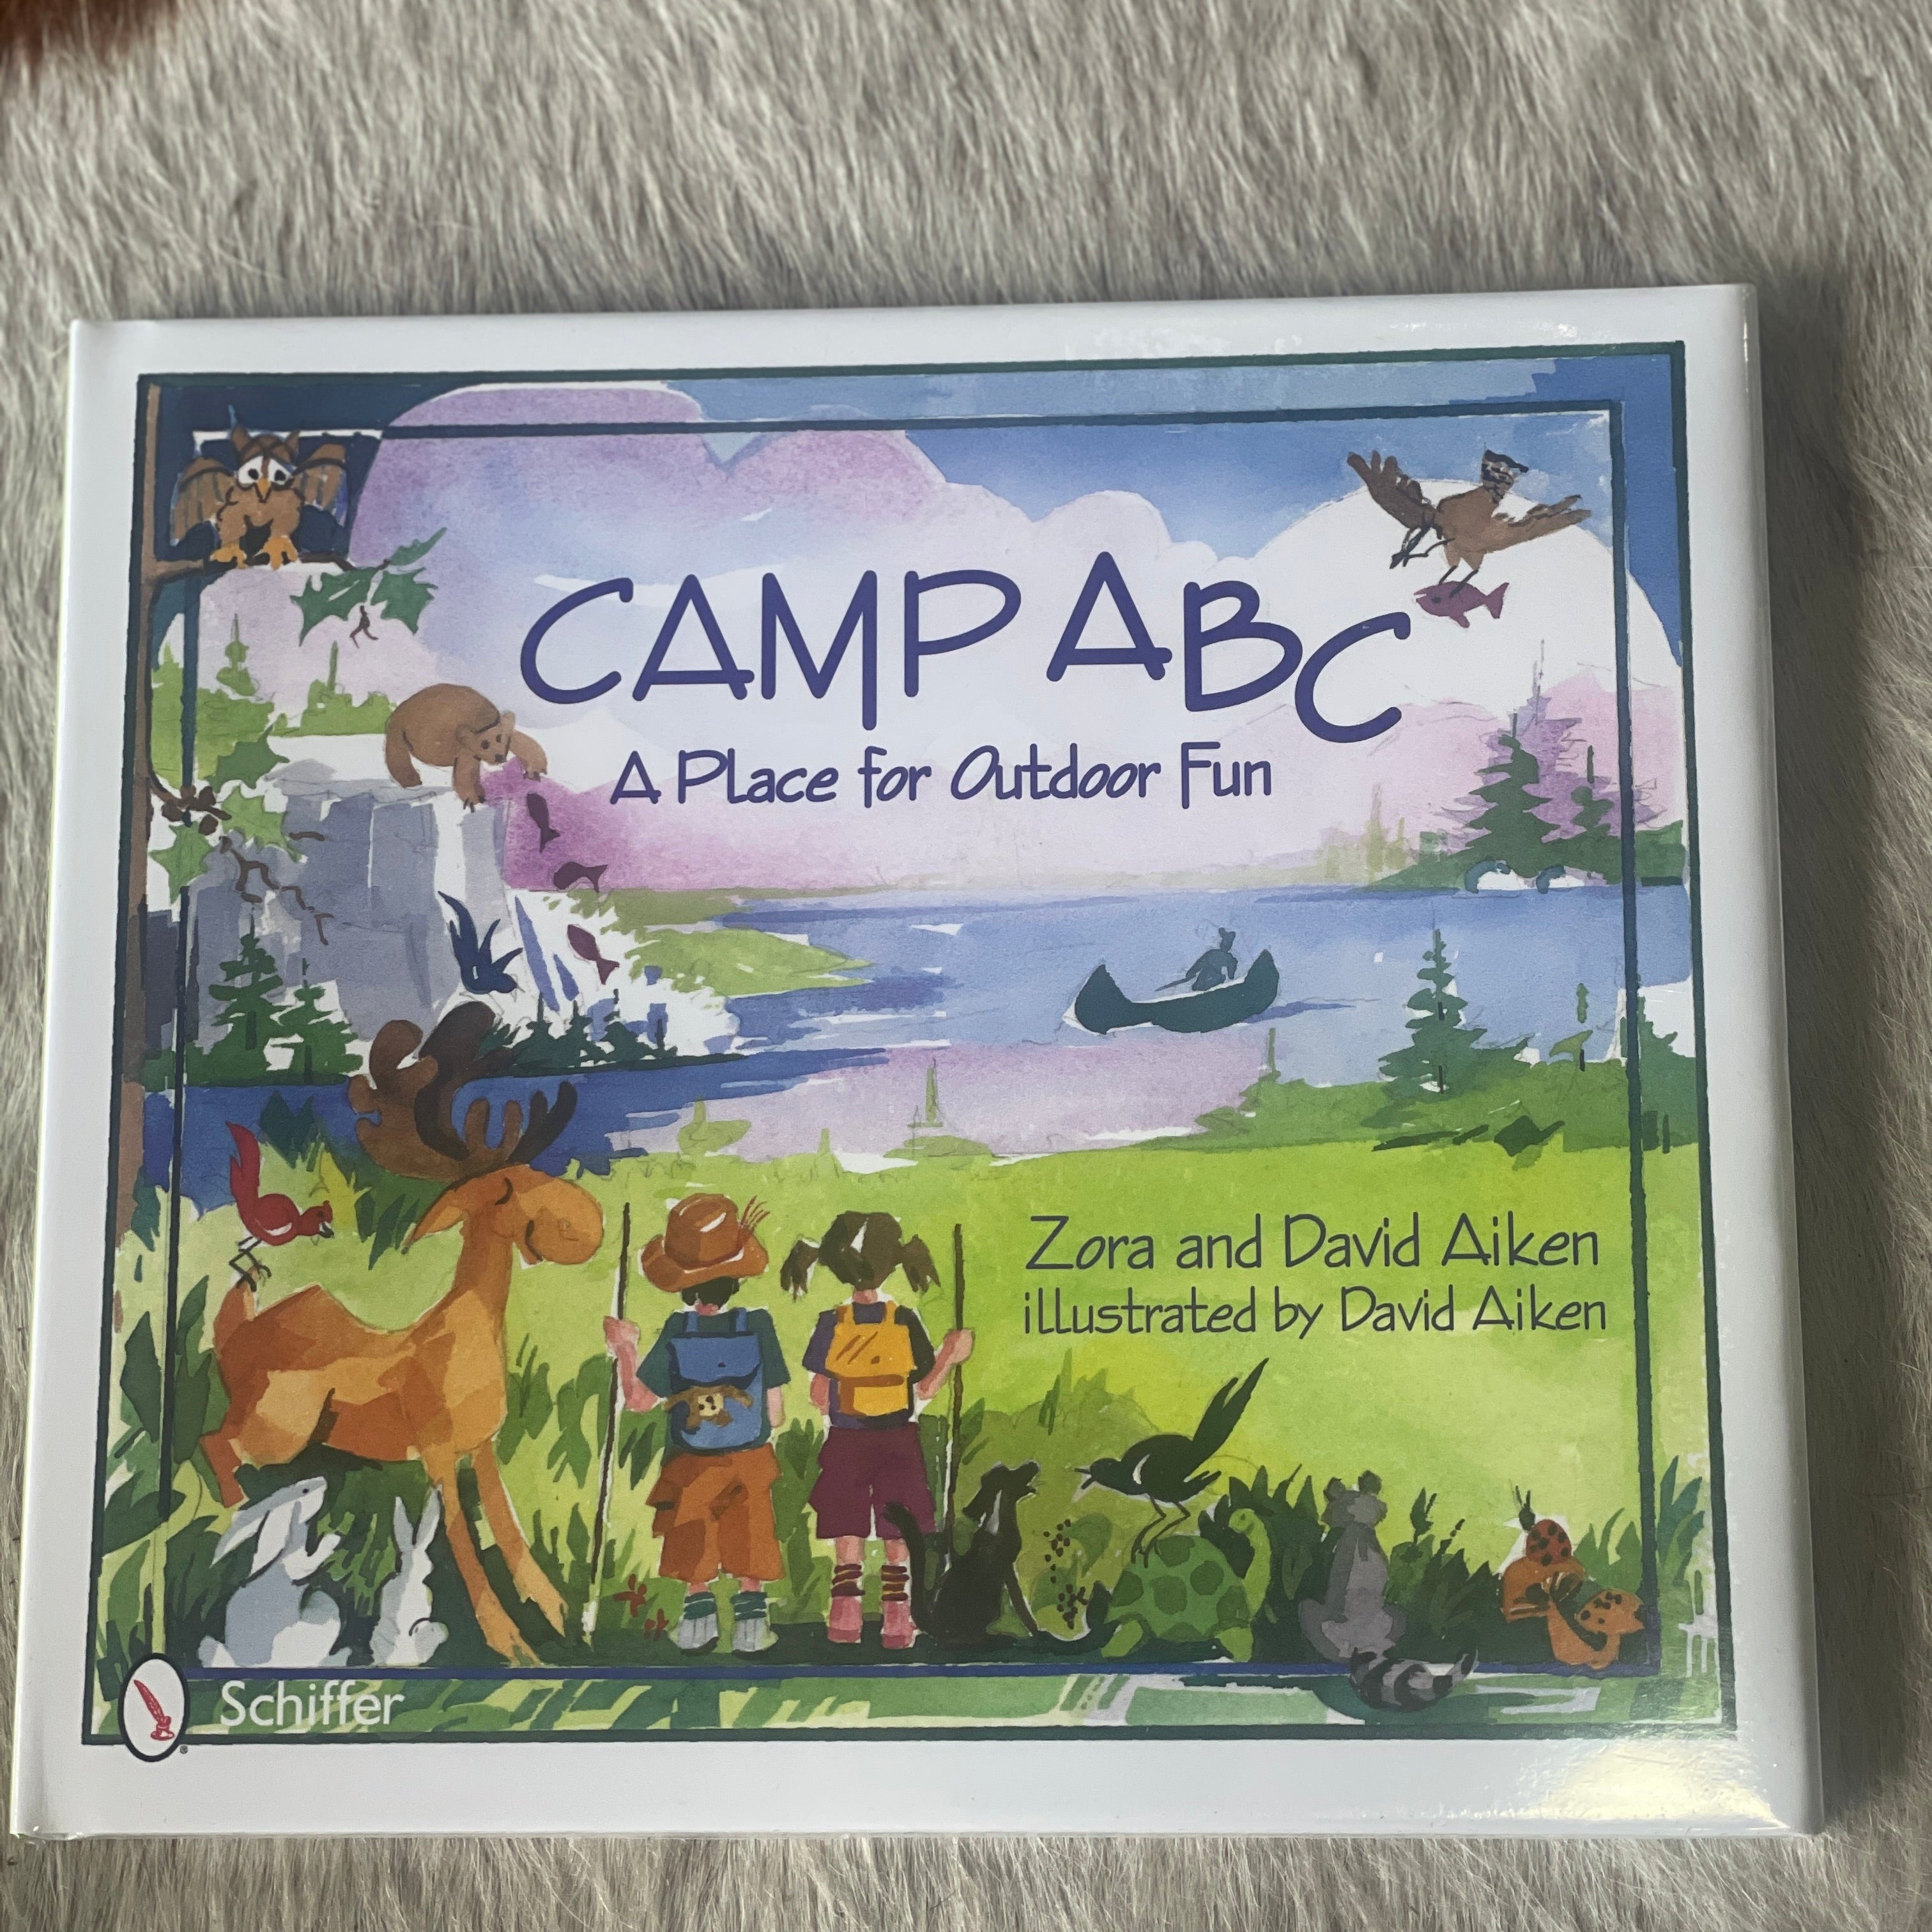 CAMP ABC
A Place for Outdoor Fun
Zora and David Aiken
illustrated by David Aiken
Schiffer
®